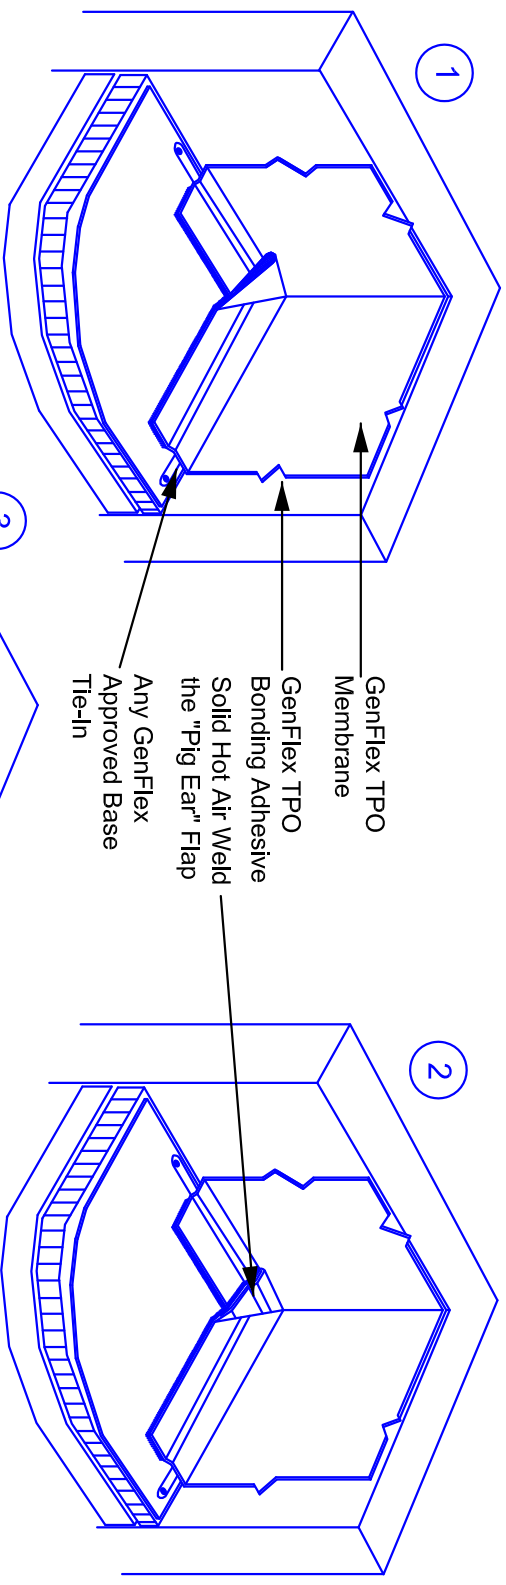 1
GenFlex TPO
Membrane
GenFlex TPO
Bonding Adhesive
Solid Hot Air Weld
the "Pig Ear" Flap
Any GenFlex
Approved Base
Tie-In
2